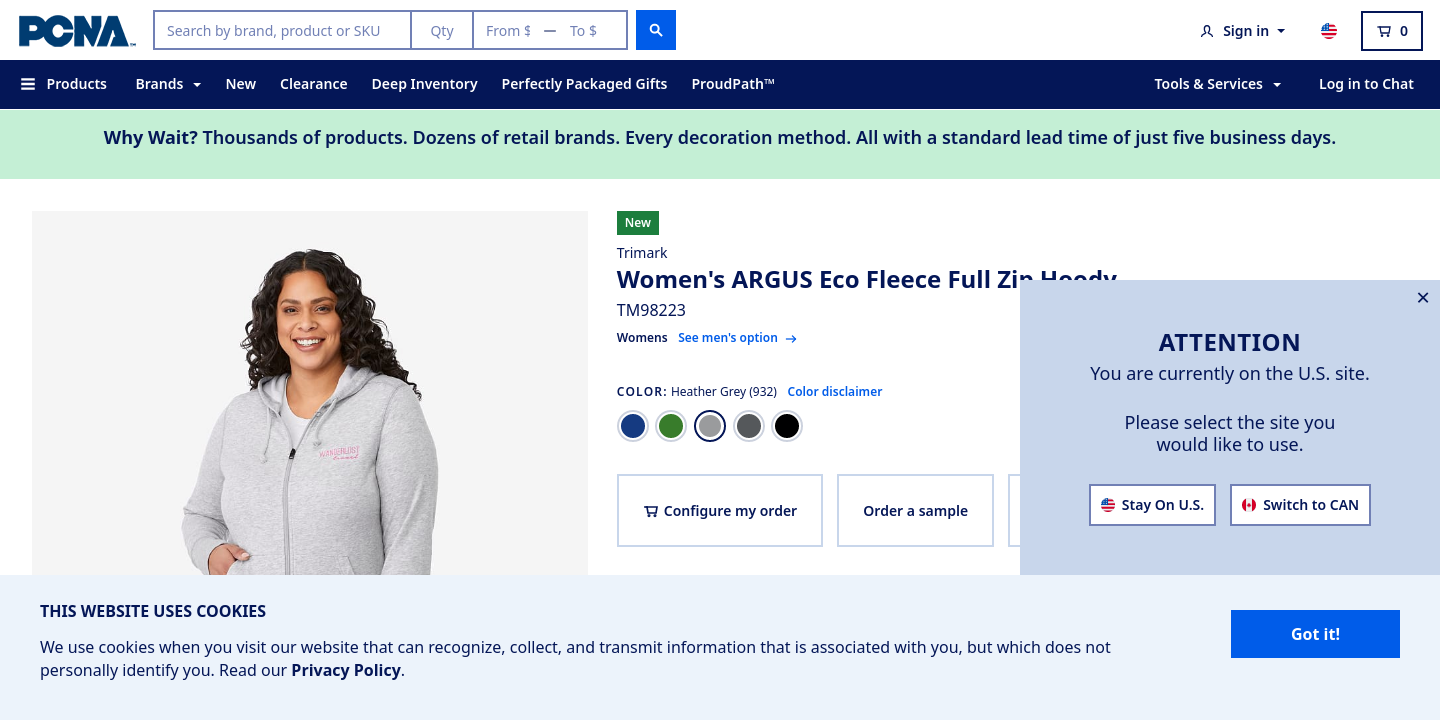 PCNA
Search by brand, product or SKU
Qty
From $
To $
Sign in
0
Products
Brands
New
Clearance
Deep Inventory
Perfectly Packaged Gifts
ProudPath™
Tools & Services
Log in to Chat
Why Wait? Thousands of products. Dozens of retail brands. Every decoration method. All with a standard lead time of just five business days.
New
Trimark
Women's ARGUS Eco Fleece Full Zip Hoody
TM98223
Womens See men's option
COLOR: Heather Grey (932) Color disclaimer
WANDERLUST
Configure my order
Order a sample
ATTENTION
You are currently on the U.S. site.
Please select the site you
would like to use.
Stay On U.S.
Switch to CAN
THIS WEBSITE USES COOKIES
We use cookies when you visit our website that can recognize, collect, and transmit information that is associated with you, but which does not
personally identify you. Read our Privacy Policy.
Got it!